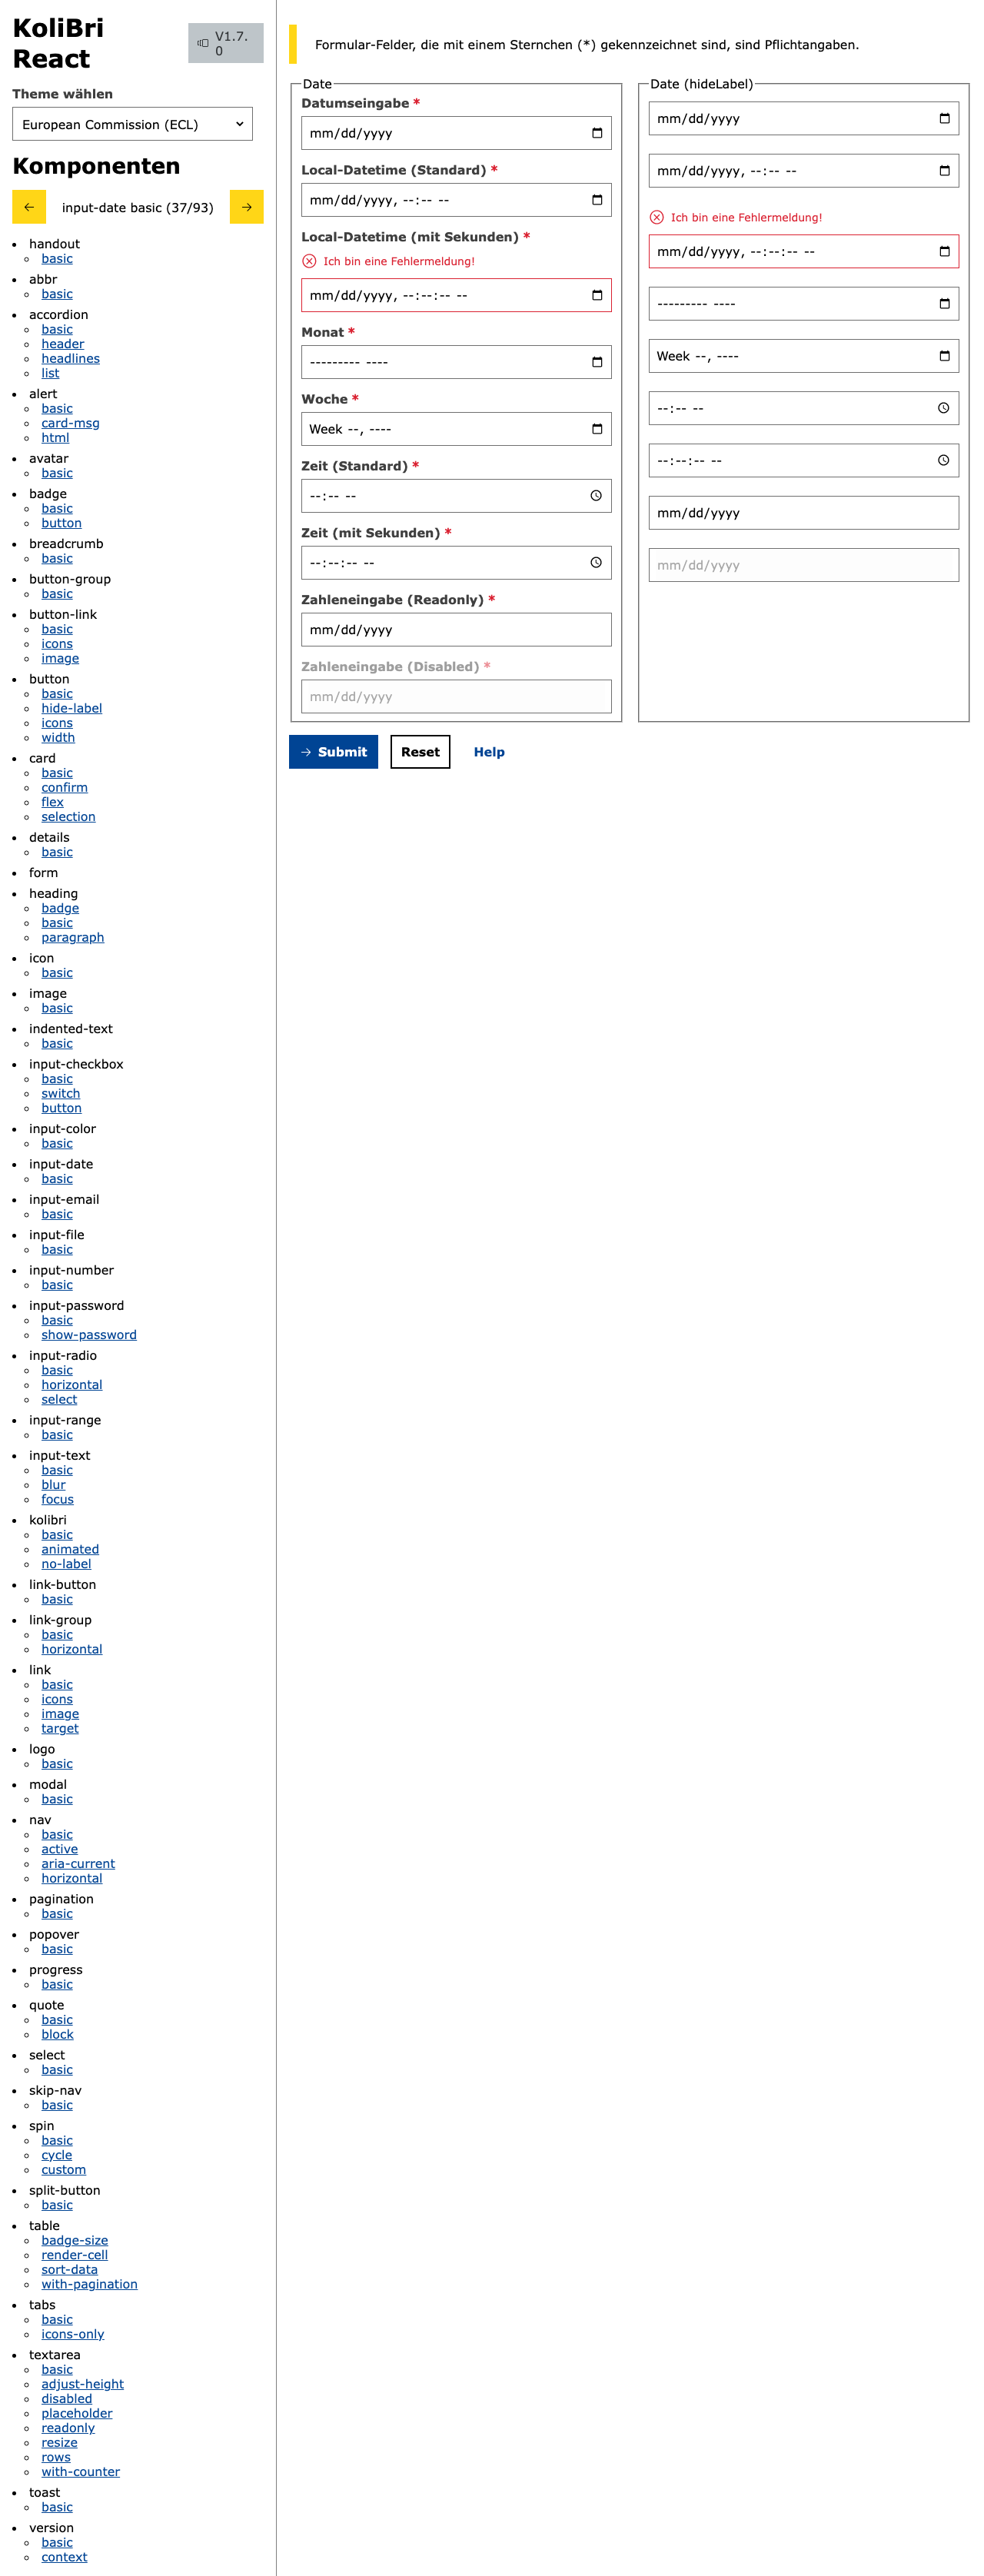 KoliBri
React
V1.7.
0
Theme wählen
European Commission (ECL)
Komponenten
input-date basic (37/93)
handout
basic
abbr
basic
accordion
basic
header
headlines
list
alert
basic
card-msg
html
avatar
basic
badge
basic
button
breadcrumb
basic
button-group
basic
button-link
basic
icons
image
button
basic
hide-label
icons
width
card
basic
confirm
flex
selection
details
basic
form
heading
badge
basic
paragraph
icon
basic
image
basic
indented-text
basic
input-checkbox
basic
switch
button
input-color
basic
input-date
basic
input-email
basic
input-file
basic
input-number
basic
input-password
basic
show-password
input-radio
basic
horizontal
select
input-range
basic
input-text
basic
blur
focus
kolibri
basic
animated
no-label
link-button
basic
link-group
basic
horizontal
link
basic
icons
image
target
logo
basic
modal
basic
nav
basic
active
aria-current
horizontal
pagination
basic
popover
basic
progress
basic
quote
basic
block
select
basic
skip-nav
basic
spin
basic
cycle
custom
split-button
basic
table
badge-size
render-cell
sort-data
with-pagination
tabs
basic
icons-only
textarea
basic
adjust-height
disabled
placeholder
readonly
resize
rows
with-counter
toast
basic
version
basic
context
Formular-Felder, die mit einem Sternchen (*) gekennzeichnet sind, sind Pflichtangaben.
Date
Datumseingabe *
mm/dd/yyyy
Local-Datetime (Standard) *
mm/dd/yyyy, --:-- --
Local-Datetime (mit Sekunden) *
Ich bin eine Fehlermeldung!
mm/dd/yyyy, --:--:-- --
Monat *
--------- ----
Woche *
Week --, ----
Zeit (Standard) *
--:-- --
Zeit (mit Sekunden) *
--:--:-- --
Zahleneingabe (Readonly) *
mm/dd/yyyy
Zahleneingabe (Disabled) *
mm/dd/yyyy
Date (hideLabel)
mm/dd/yyyy
mm/dd/yyyy, --:-- --
Ich bin eine Fehlermeldung!
mm/dd/yyyy, --:--:-- --
--------- ----
Week --, ----
--:-- --
--:--:-- --
mm/dd/yyyy
mm/dd/yyyy
Submit
Reset
Help